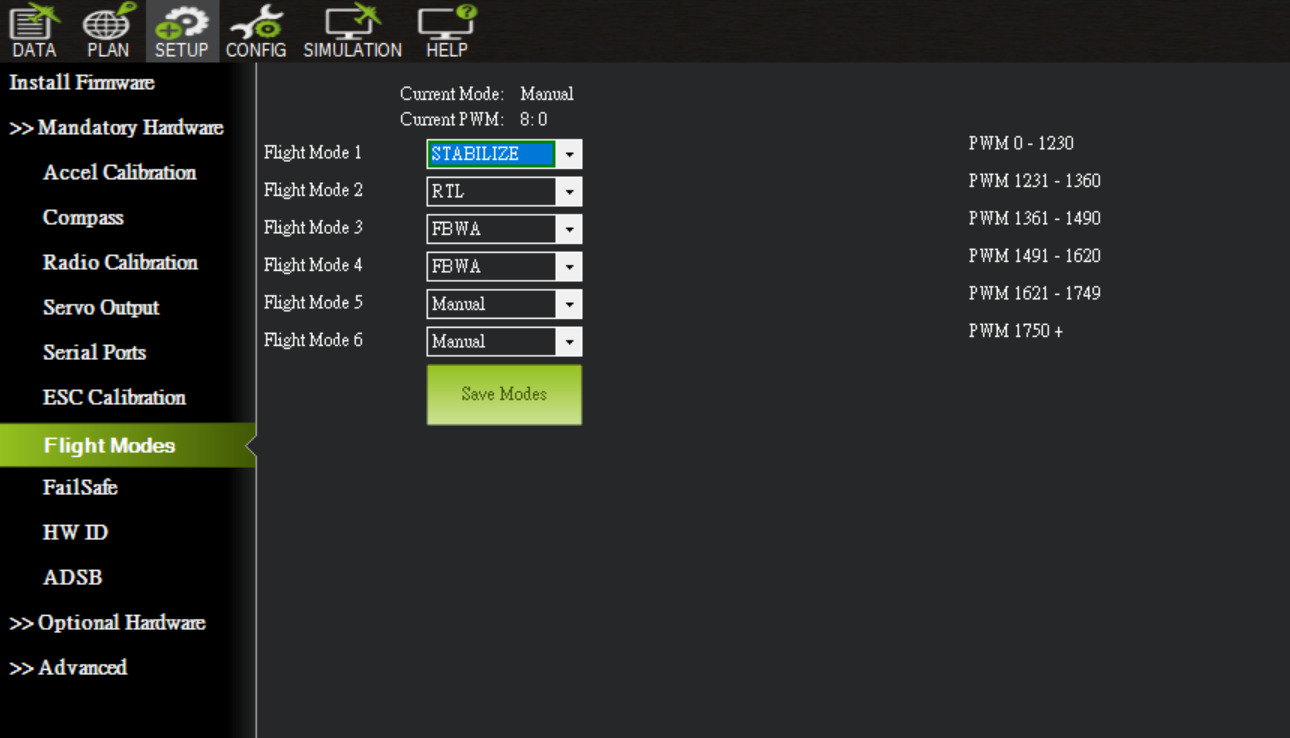 DATA PLAN SETUP CONFIG SIMULATION HELP
Install Firmware
>> Mandatory Hardware
Accel Calibration
Compass
Radio Calibration
Servo Output
Serial Ports
ESC Calibration
Flight Modes
FailSafe
HW ID
ADSB
>> Optional Hardware
>> Advanced
Current Mode: Manual
Current PWM: 8: 0
Flight Mode 1 STABILIZE PWM 0 - 1230
Flight Mode 2 RTL PWM 1231 - 1360
Flight Mode 3 FBWA PWM 1361 - 1490
Flight Mode 4 FBWA PWM 1491 - 1620
Flight Mode 5 Manual PWM 1621 - 1749
Flight Mode 6 Manual PWM 1750 +
Save Modes